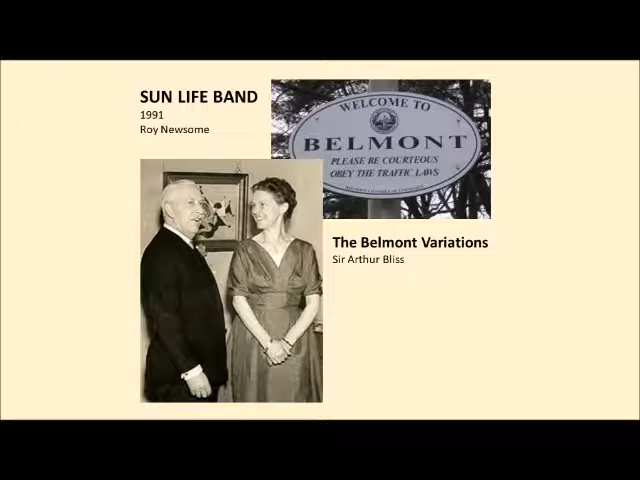 SUN LIFE BAND
1991
Roy Newsome
WELCOME TO
BELMONT
PLEASE BE COURTEOUS
OBEY THE TRAFFIC LAWS
The Belmont Variations
Sir Arthur Bliss